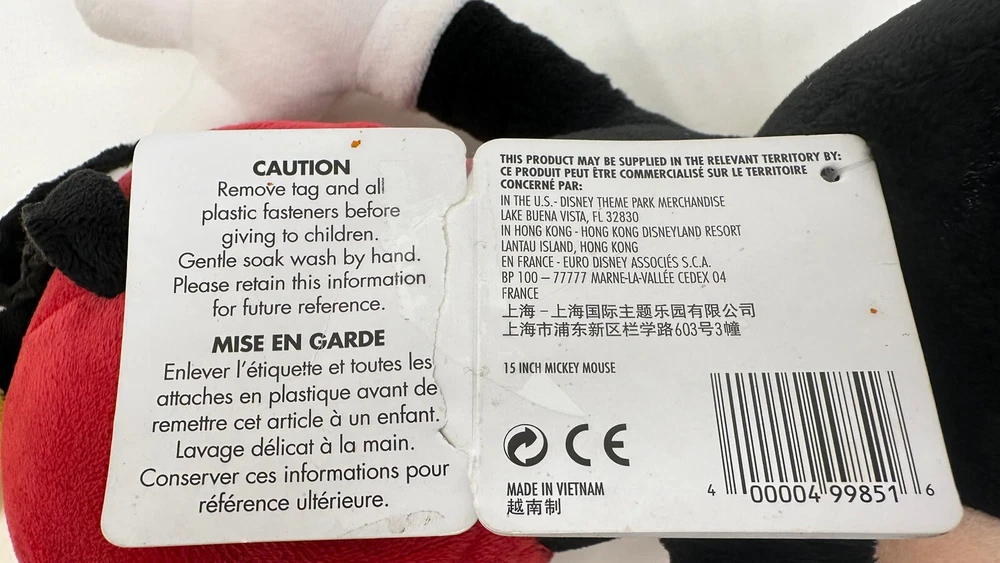 CAUTION
Remove tag and all
plastic fasteners before
giving to children.
Gentle soak wash by hand.
Please retain this information
for future reference.
MISE EN GARDE
Enlever l'étiquette et toutes les
attaches en plastique avant de
remettre cet article à un enfant.
Lavage délicat à la main.
Conserver ces informations pour
référence ultérieure.
THIS PRODUCT MAY BE SUPPLIED IN THE RELEVANT TERRITORY BY:
CE PRODUIT PEUT ÊTRE COMMERCIALISÉ SUR LE TERRITOIRE
CONCERNÉ PAR:
IN THE U.S.- DISNEY THEME PARK MERCHANDISE
LAKE BUENA VISTA, FL 32830
IN HONG KONG - HONG KONG DISNEYLAND RESORT
LANTAU ISLAND, HONG KONG
EN FRANCE - EURO DISNEY ASSOCIÉS S.C.A.
BP 100 – 77777 MARNE-LA-VALLÉE CEDEX 04
FRANCE
上海 – 上海国际主题乐园有限公司
上海市浦东新区栏学路603号3幢
15 INCH MICKEY MOUSE
CE
MADE IN VIETNAM
越南制
4 00004 99851 6